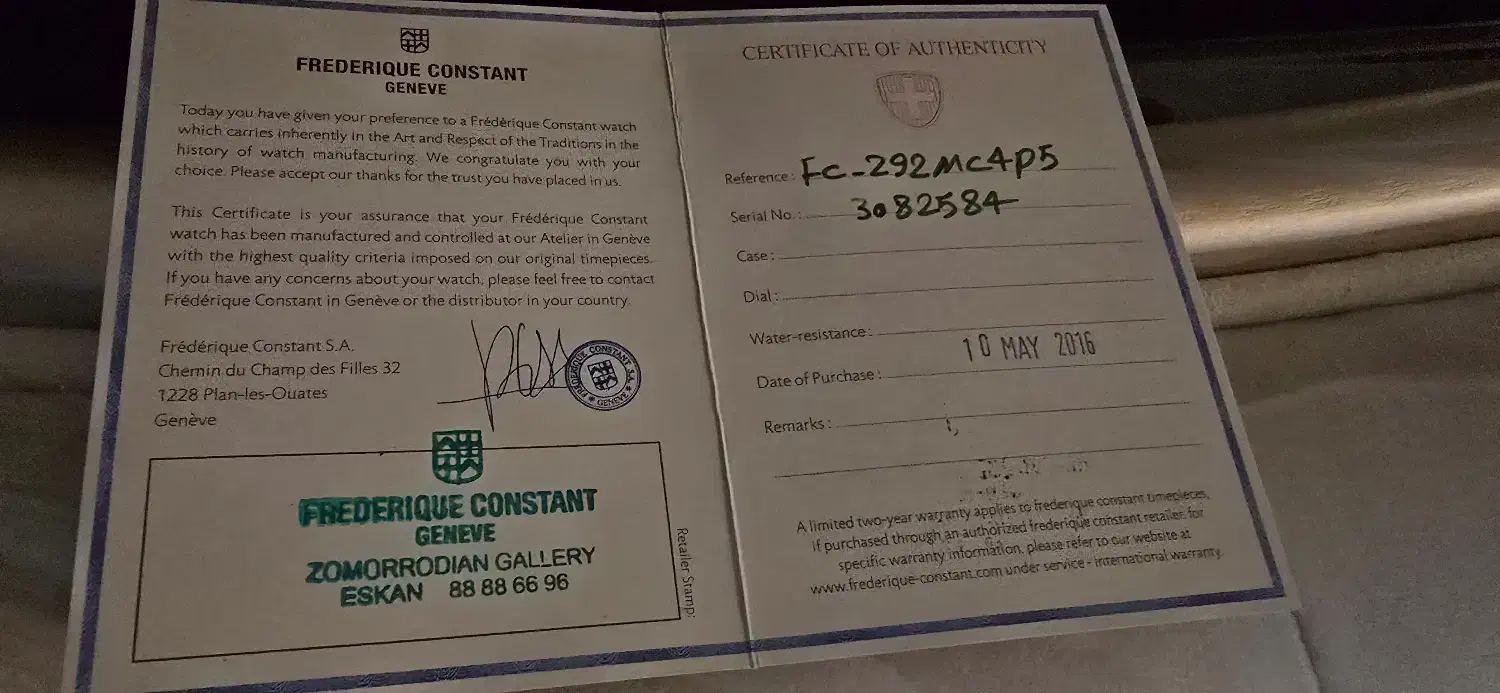 FREDERIQUE CONSTANT
GENEVE
Today you have given your preference to a Frédérique Constant watch
which carries inherently in the Art and Respect of the Traditions in the
history of watch manufacturing. We congratulate you with your
choice. Please accept our thanks for the trust you have placed in us.
This Certificate is your assurance that your Frédérique Constant
watch has been manufactured and controlled at our Atelier in Genève
with the highest quality criteria imposed on our original timepieces.
If you have any concerns about your watch, please feel free to contact
Frédérique Constant in Genève or the distributor in your country.
Frédérique Constant S.A.
Chemin du Champ des Filles 32
1228 Plan-les-Ouates
Genève
FRÉDÉRIQUE CONSTANT S.A.
GENEVE
FREDERIQUE CONSTANT
GENEVE
ZOMORRODIAN GALLERY
ESKAN 88 88 66 96
Retailer Stamp:
CERTIFICATE OF AUTHENTICITY
Reference: FC-292MC4P5
Serial No.: 3082584
Case:
Dial:
Water-resistance:
10 MAY 2016
Date of Purchase:
Remarks:
A limited two-year warranty applies to frederique constant timepieces,
if purchased through an authorized frederique constant retailer. for
specific warranty information, please refer to our website at
www.frederique-constant.com under service - international warranty